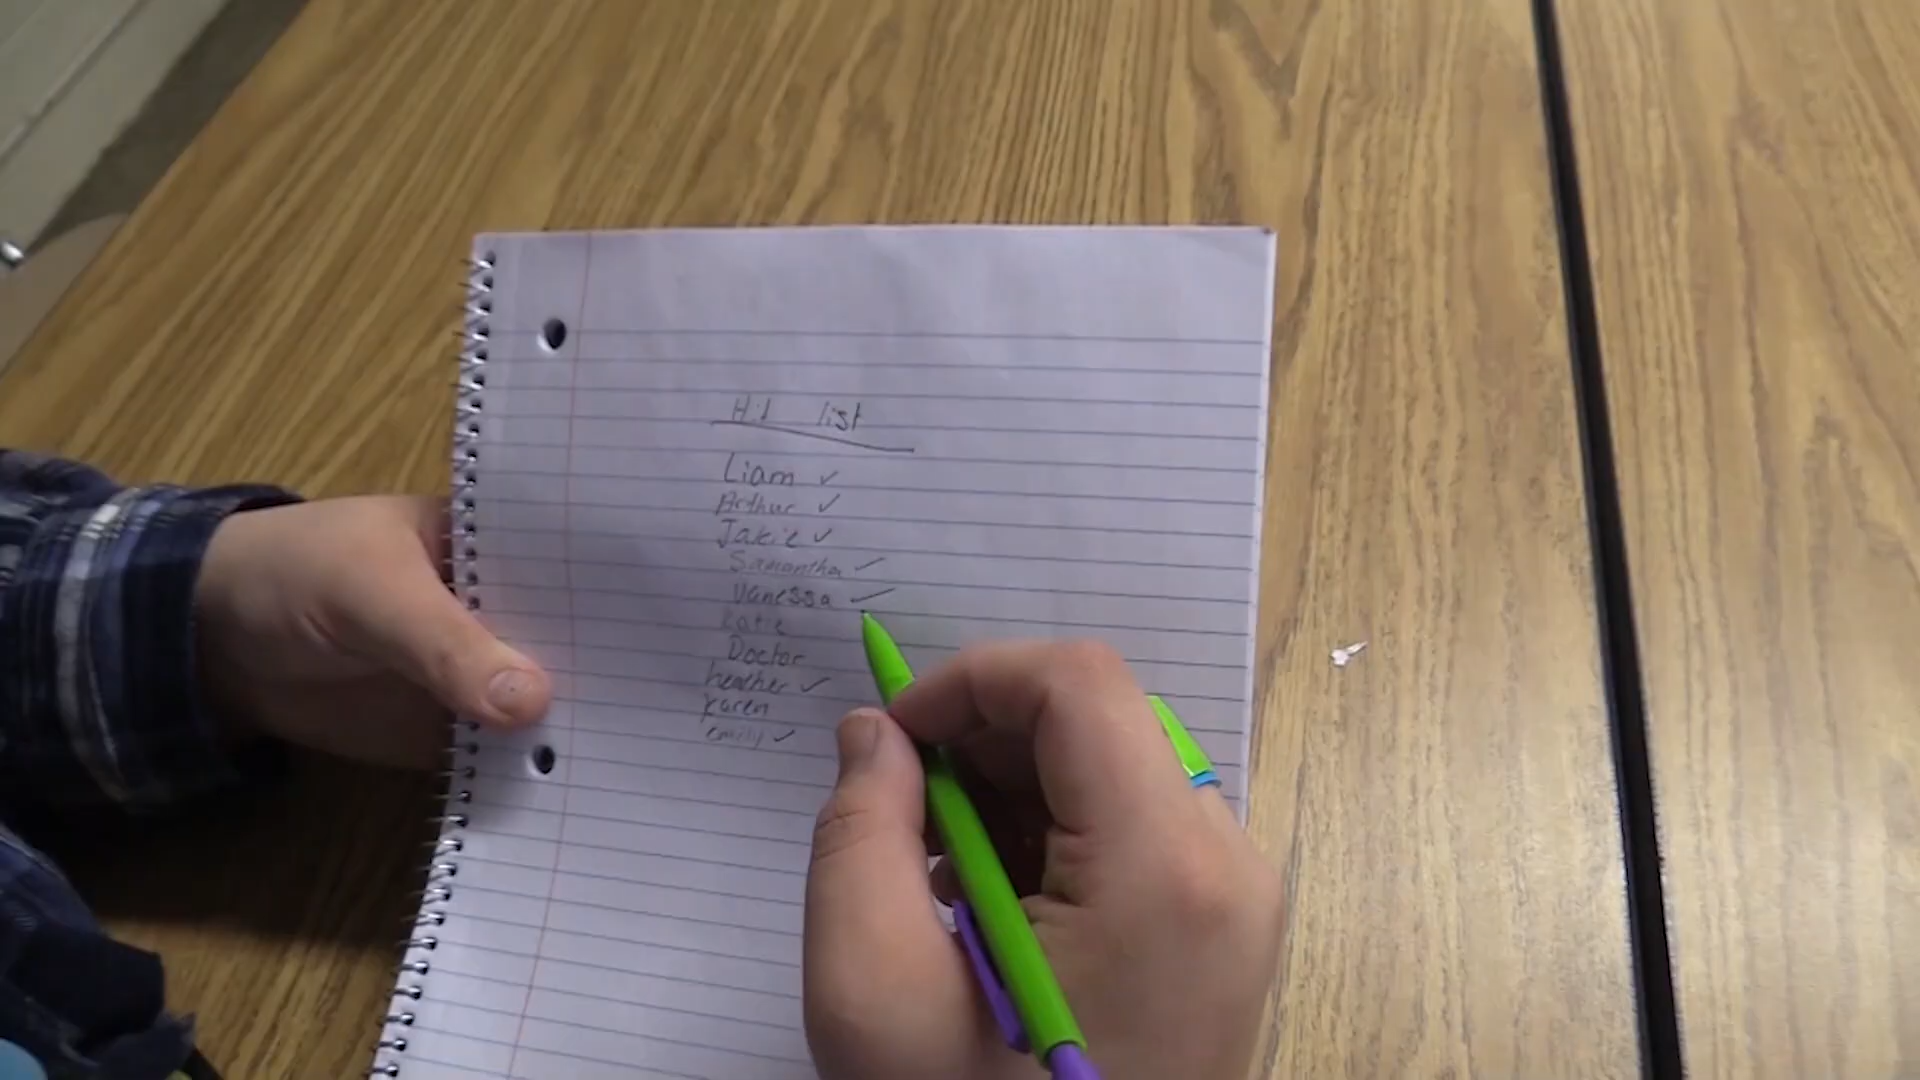 Hit list
Liam ✓
Arthur ✓
Jakie ✓
Samantha ✓
Vanessa ✓
Katie
Doctor
heather ✓
Karen
emily ✓